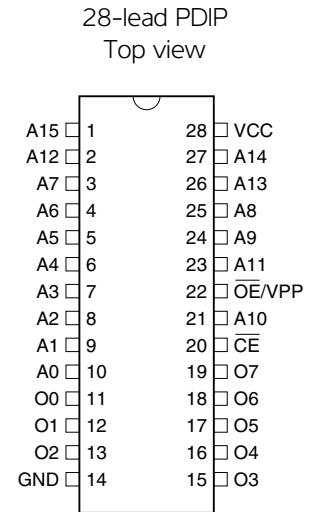 28-lead PDIP
Top view
A15 1 28 VCC
A12 2 27 A14
A7 3 26 A13
A6 4 25 A8
A5 5 24 A9
A4 6 23 A11
A3 7 22 O̅E̅/VPP
A2 8 21 A10
A1 9 20 C̅E̅
A0 10 19 O7
O0 11 18 O6
O1 12 17 O5
O2 13 16 O4
GND 14 15 O3